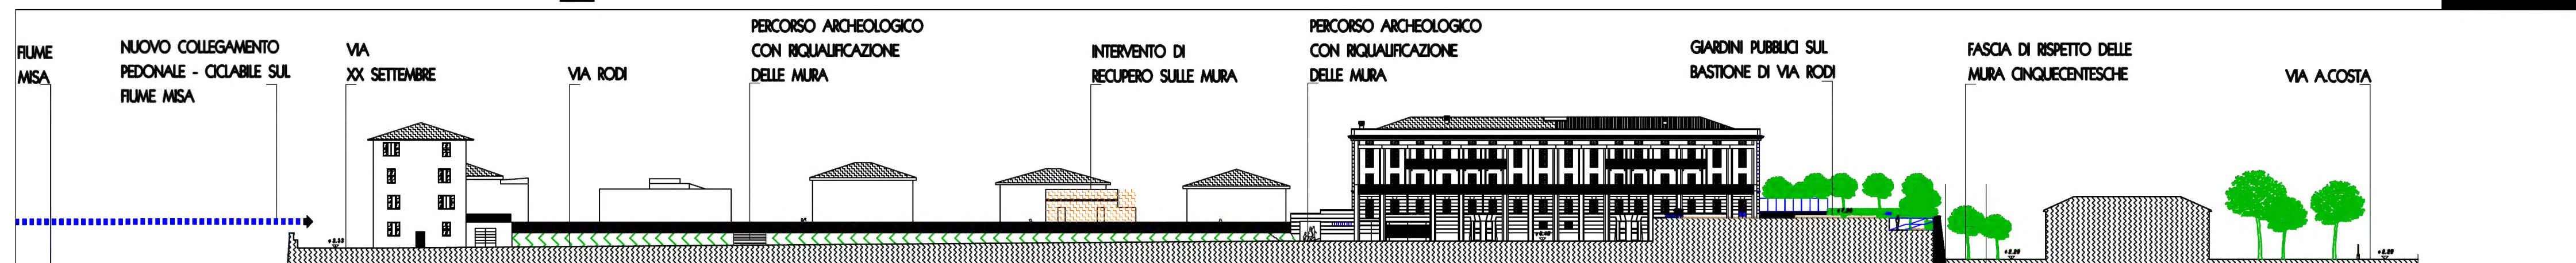 FIUME
MISA
NUOVO COLLEGAMENTO
PEDONALE - CICLABILE SUL
FIUME MISA
VIA
XX SETTEMBRE
VIA RODI
PERCORSO ARCHEOLOGICO
CON RIQUALIFICAZIONE
DELLE MURA
INTERVENTO DI
RECUPERO SULLE MURA
PERCORSO ARCHEOLOGICO
CON RIQUALIFICAZIONE
DELLE MURA
GIARDINI PUBBLICI SUL
BASTIONE DI VIA RODI
FASCIA DI RISPETTO DELLE
MURA CINQUECENTESCHE
VIA A.COSTA